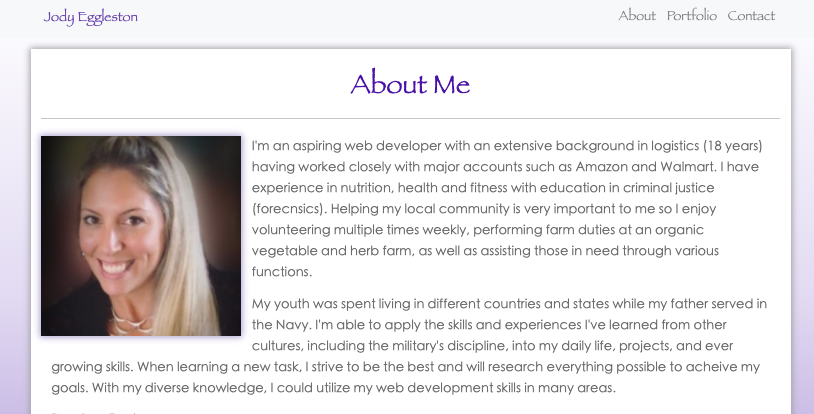 Jody Eggleston
About Portfolio Contact
About Me
I'm an aspiring web developer with an extensive background in logistics (18 years)
having worked closely with major accounts such as Amazon and Walmart. I have
experience in nutrition, health and fitness with education in criminal justice
(forecnsics). Helping my local community is very important to me so I enjoy
volunteering multiple times weekly, performing farm duties at an organic
vegetable and herb farm, as well as assisting those in need through various
functions.
My youth was spent living in different countries and states while my father served in
the Navy. I'm able to apply the skills and experiences I've learned from other
cultures, including the military's discipline, into my daily life, projects, and ever
growing skills. When learning a new task, I strive to be the best and will research everything possible to acheive my
goals. With my diverse knowledge, I could utilize my web development skills in many areas.